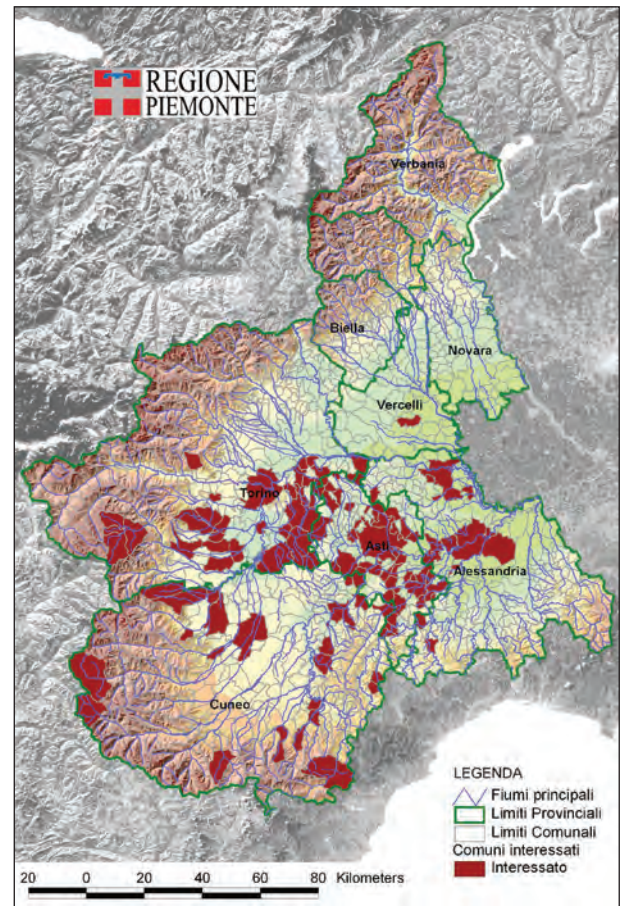 REGIONE
PIEMONTE
Verbania
Biella
Novara
Vercelli
Torino
Asti
Alessandria
Cuneo
LEGENDA
Fiumi principali
Limiti Provinciali
Limiti Comunali
Comuni interessati
Interessato
20 0 20 40 60 80 Kilometers